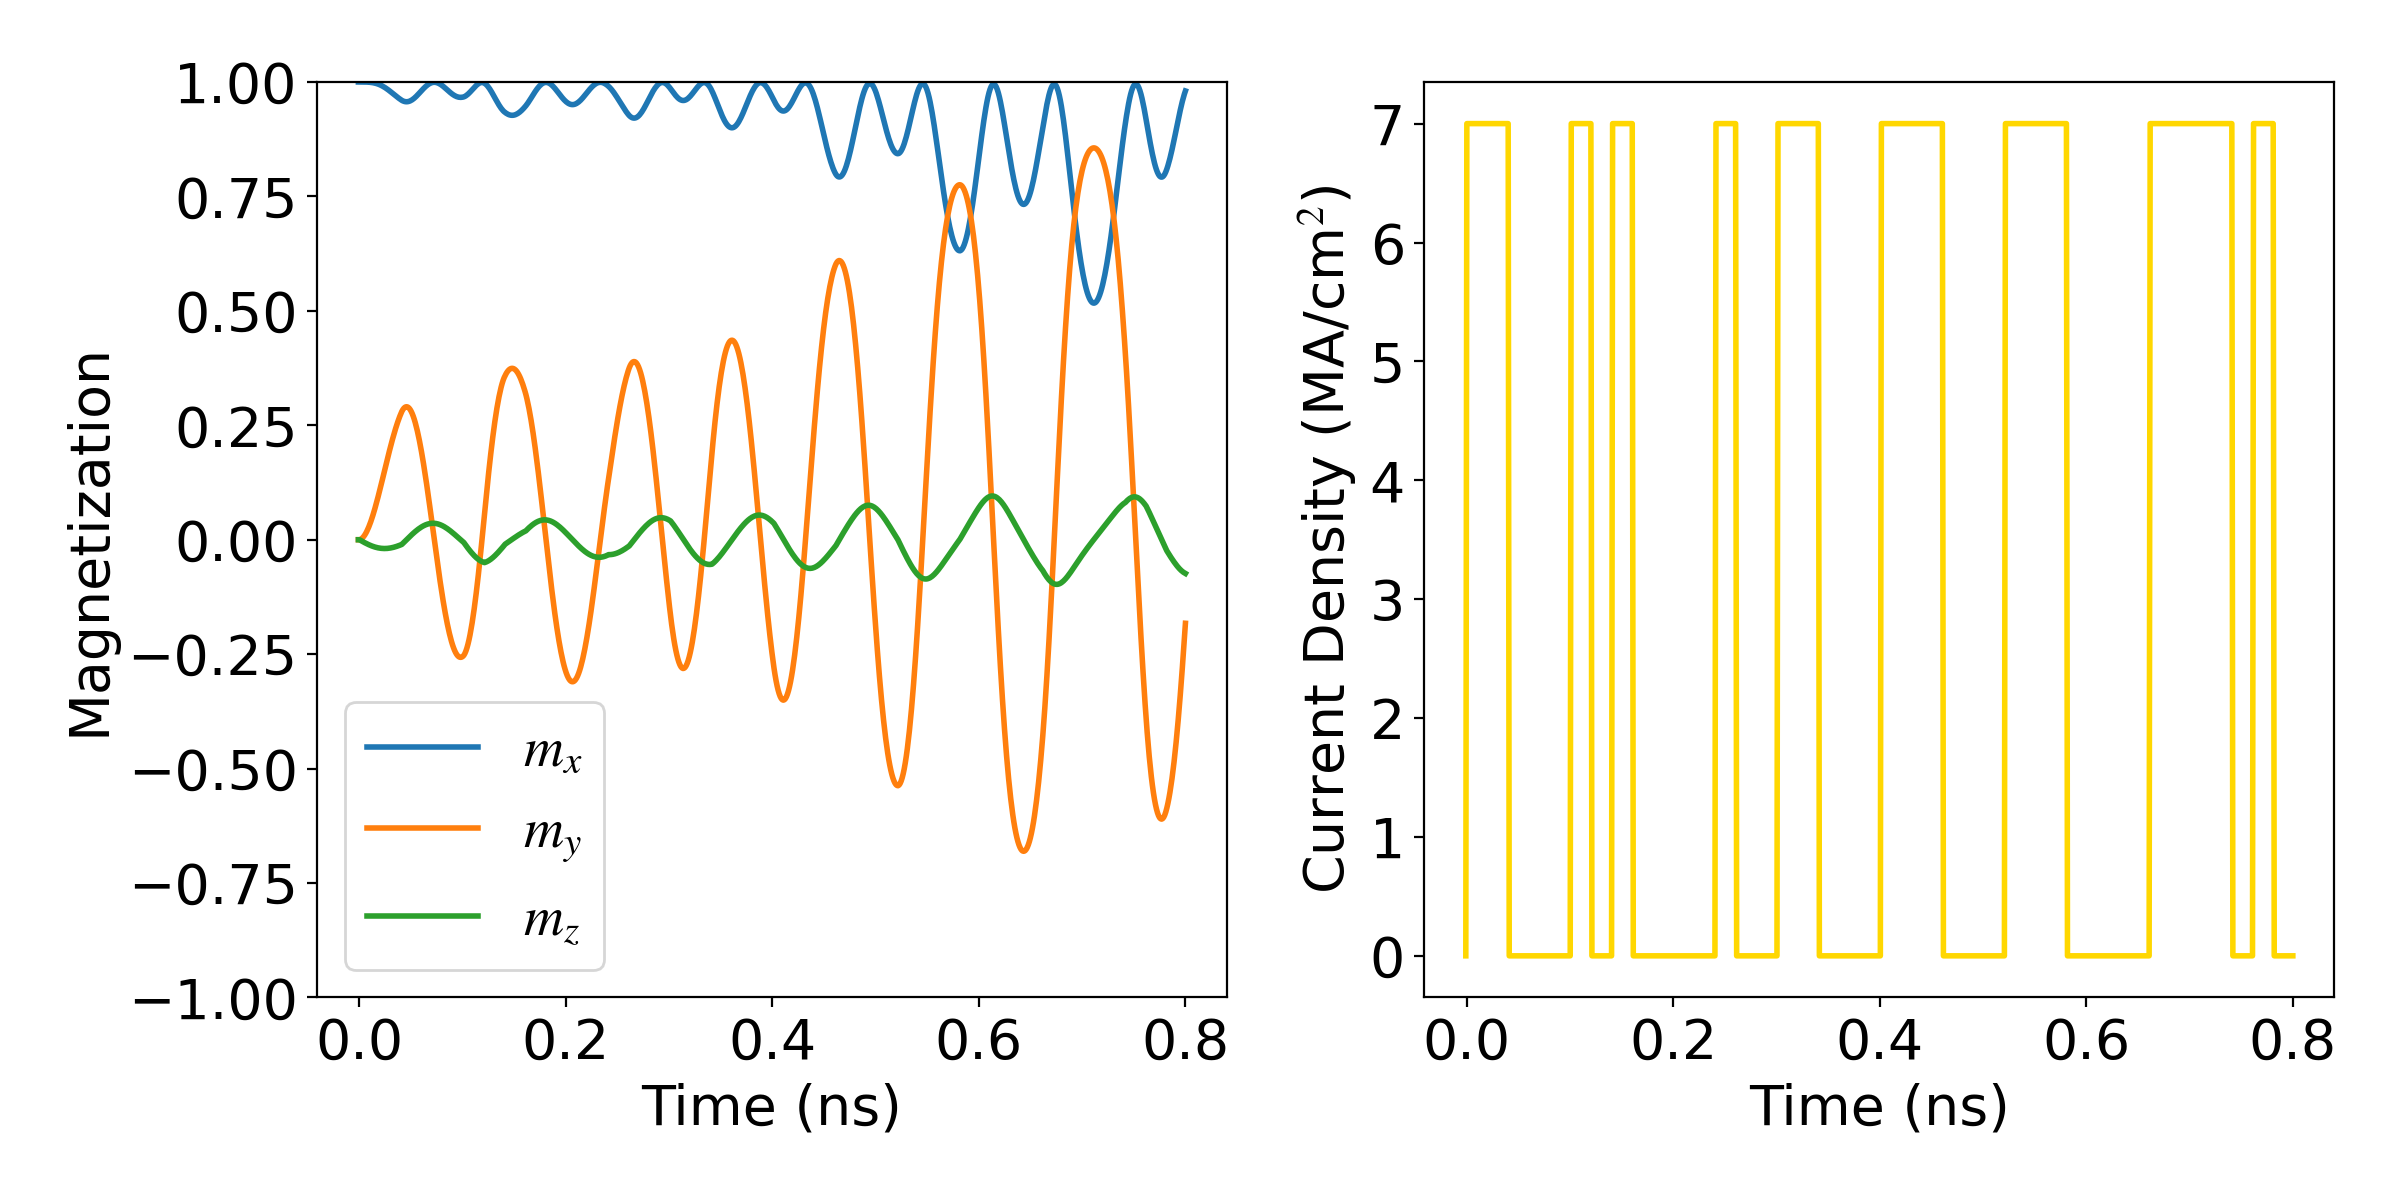 Magnetization
1.00
0.75
0.50
0.25
0.00
−0.25
−0.50
−0.75
−1.00
m_x
m_y
m_z
0.0 0.2 0.4 0.6 0.8
Time (ns)
Current Density (MA/cm²)
7
6
5
4
3
2
1
0
0.0 0.2 0.4 0.6 0.8
Time (ns)